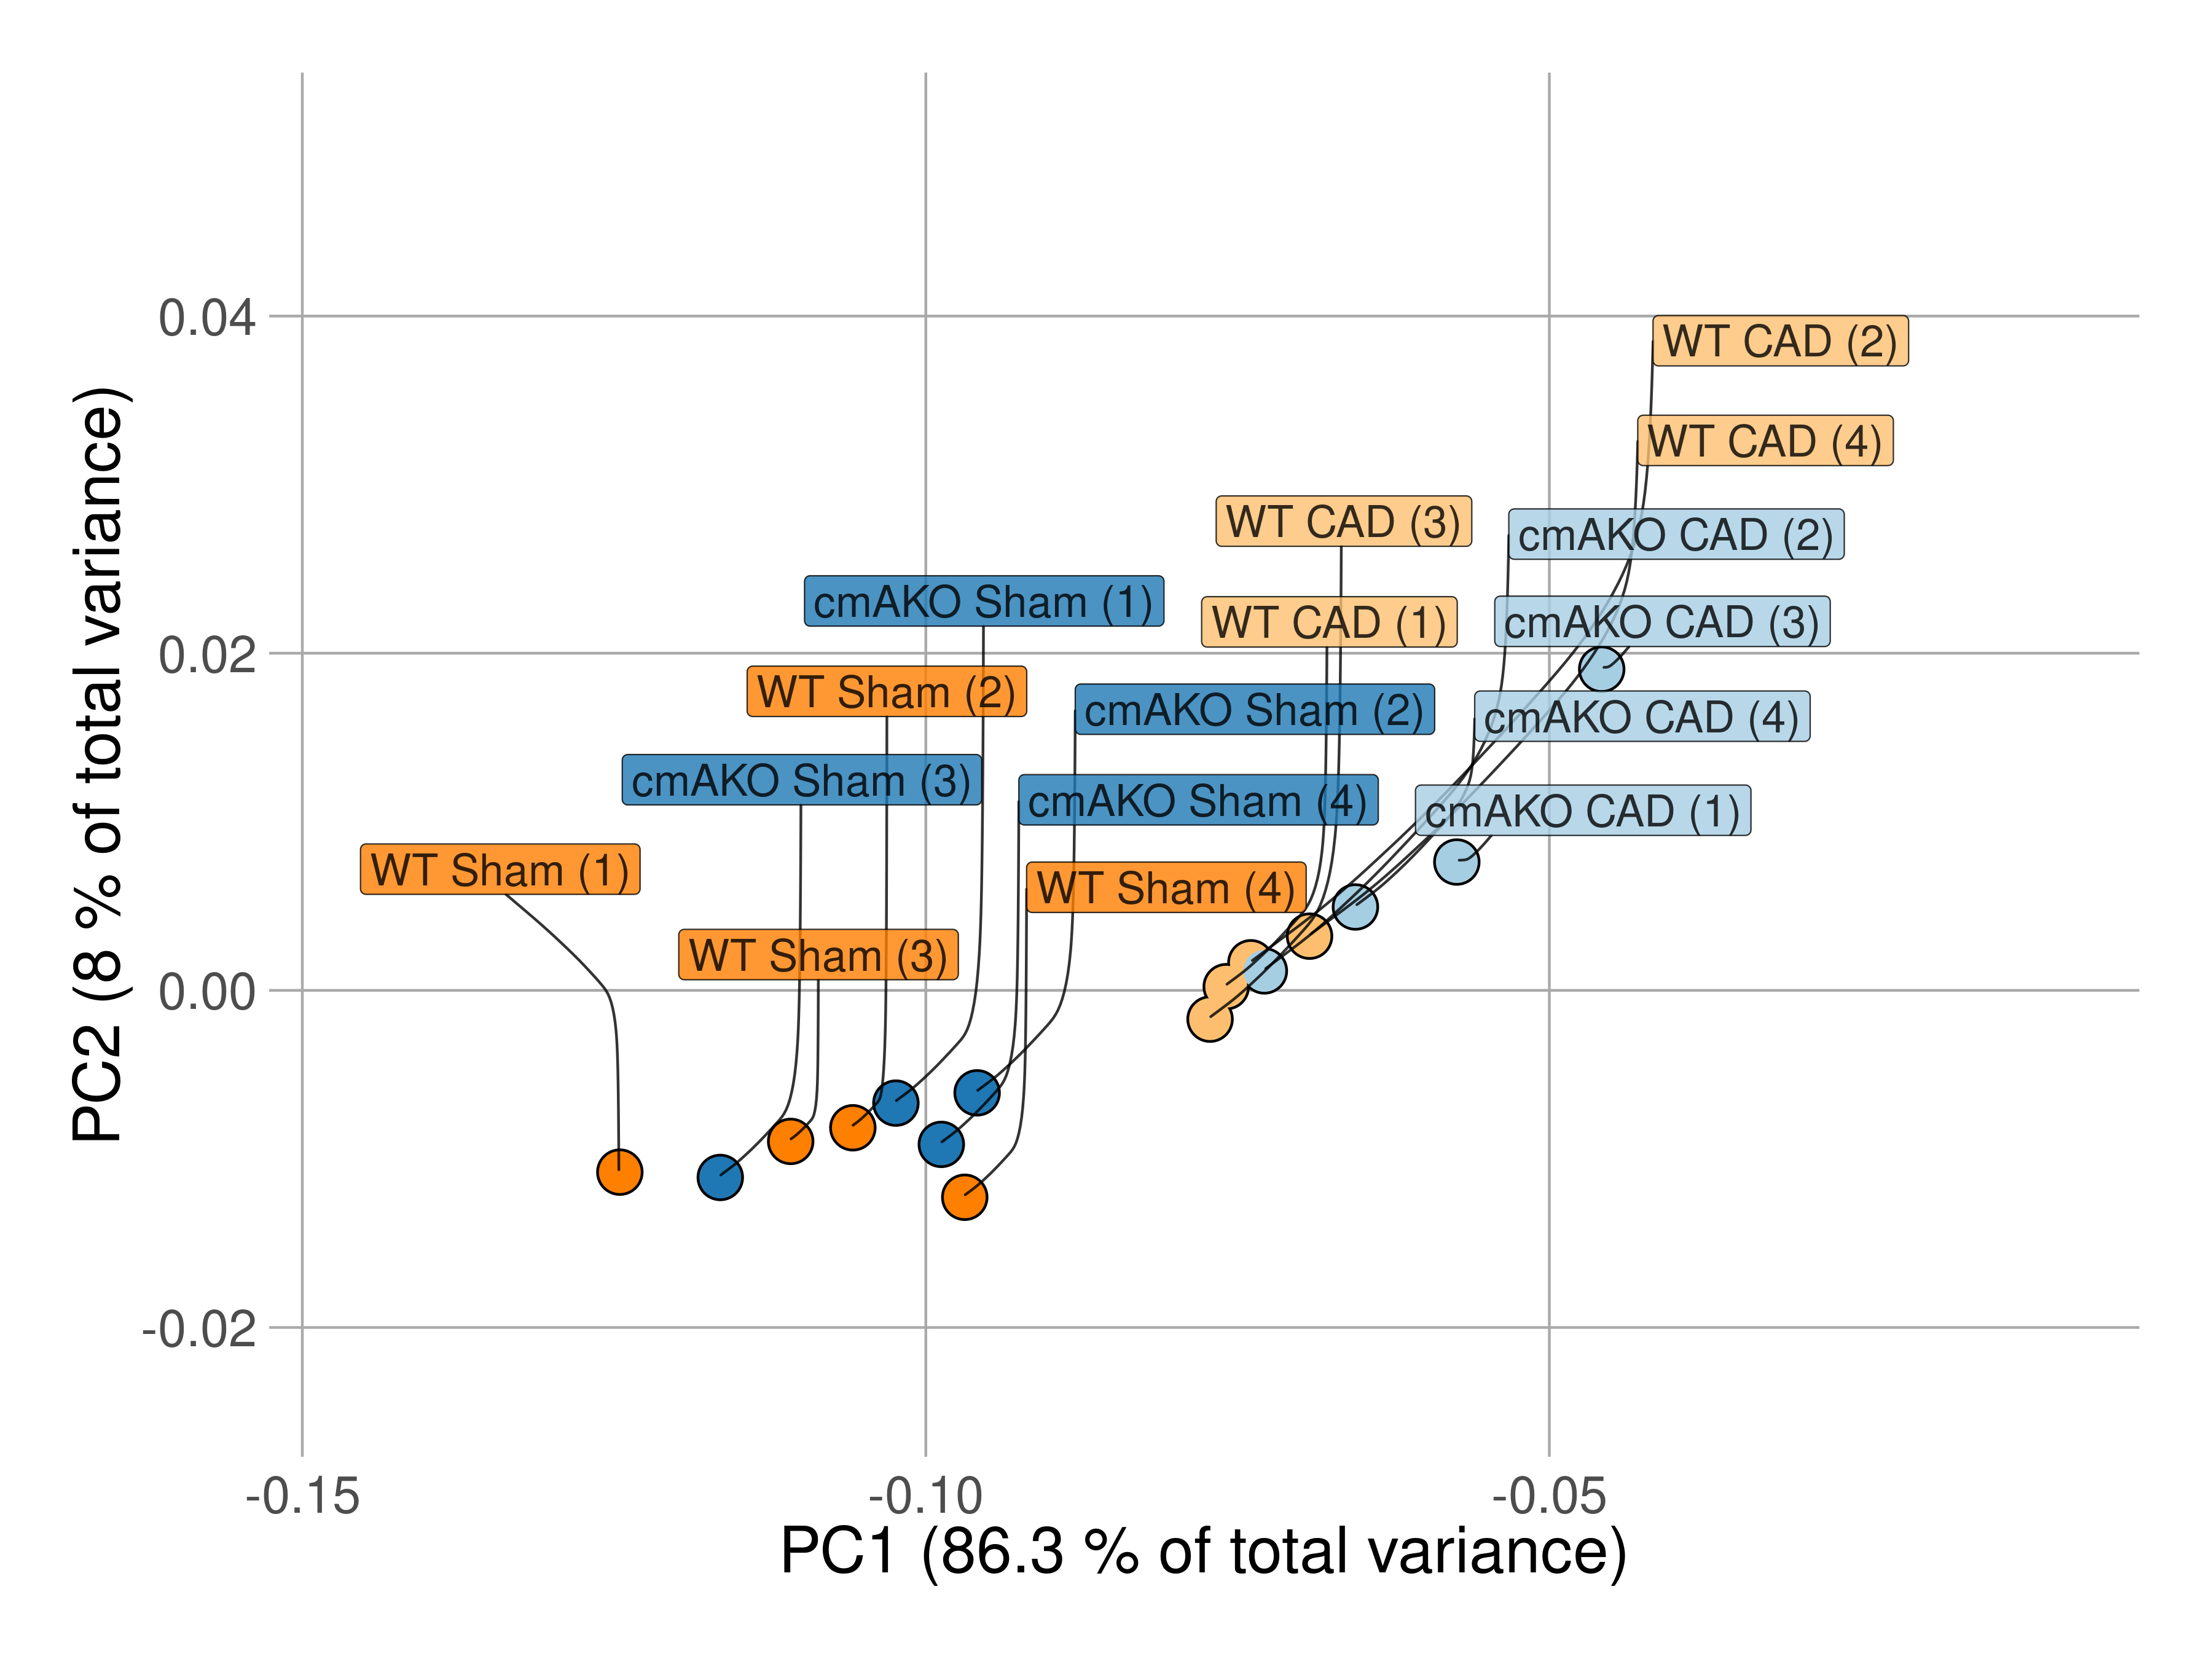 PC2 (8 % of total variance)
0.04
0.02
0.00
-0.02
WT CAD (2)
WT CAD (4)
WT CAD (3)
cmAKO CAD (2)
cmAKO Sham (1)
WT CAD (1)
cmAKO CAD (3)
WT Sham (2)
cmAKO Sham (2)
cmAKO CAD (4)
cmAKO Sham (3)
cmAKO Sham (4)
cmAKO CAD (1)
WT Sham (1)
WT Sham (4)
WT Sham (3)
-0.15
-0.10
-0.05
PC1 (86.3 % of total variance)